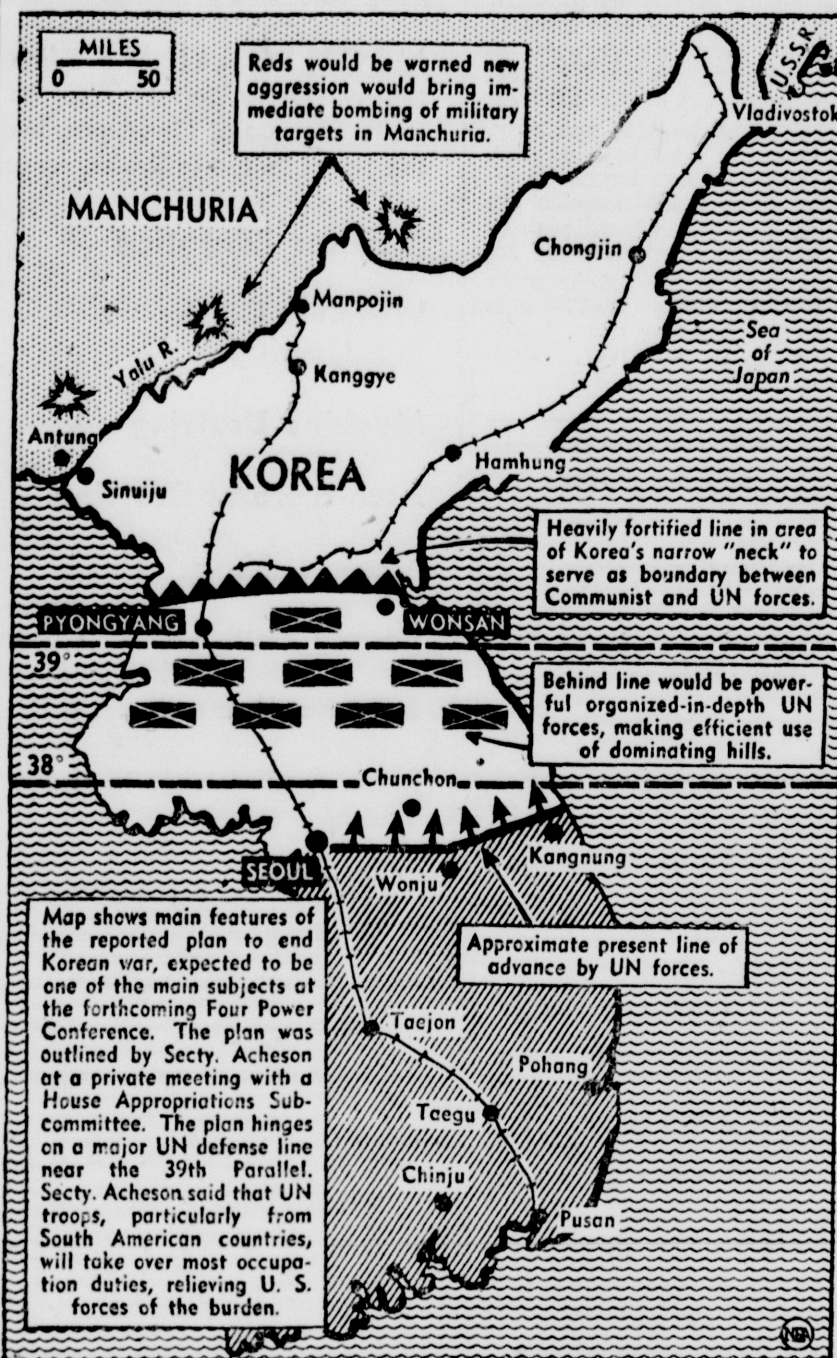 MILES
0 50
Reds would be warned new
aggression would bring im-
mediate bombing of military
targets in Manchuria.
U.S.S.R.
Vladivostok
MANCHURIA
Chongjin
Manpojin
Sea
of
Japan
Yalu R.
Kanggye
Antung
Sinuiju
KOREA
Hamhung
Heavily fortified line in area
of Korea's narrow "neck" to
serve as boundary between
Communist and UN forces.
PYONGYANG
WONSAN
39°
Behind line would be power-
ful organized-in-depth UN
forces, making efficient use
of dominating hills.
38°
Chunchon
SEOUL
Wonju
Kangnung
Map shows main features of
the reported plan to end
Korean war, expected to be
one of the main subjects at
the forthcoming Four Power
Conference. The plan was
outlined by Secty. Acheson
at a private meeting with a
House Appropriations Sub-
committee. The plan hinges
on a major UN defense line
near the 39th Parallel.
Secty. Acheson said that UN
troops, particularly from
South American countries,
will take over most occupa-
tion duties, relieving U. S.
forces of the burden.
Approximate present line of
advance by UN forces.
Taejon
Pohang
Taegu
Chinju
Pusan
NEA